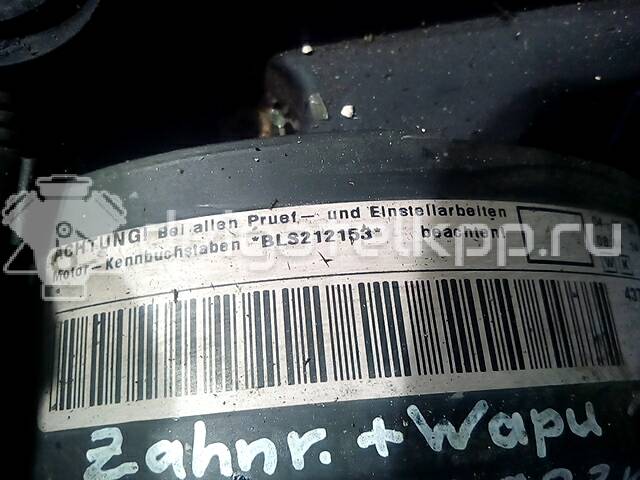 ACHTUNG! Bei allen Pruef- und Einstellarbeiten
Motor-Kennbuchstaben *BLS212153* beachten!
Zahnr. + Wapu